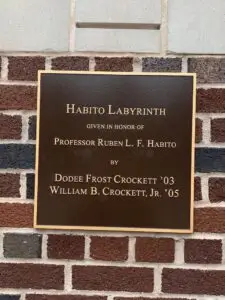 HABITO LABYRINTH
GIVEN IN HONOR OF
PROFESSOR RUBEN L. F. HABITO
BY
DODEE FROST CROCKETT '03
WILLIAM B. CROCKETT, JR. '05